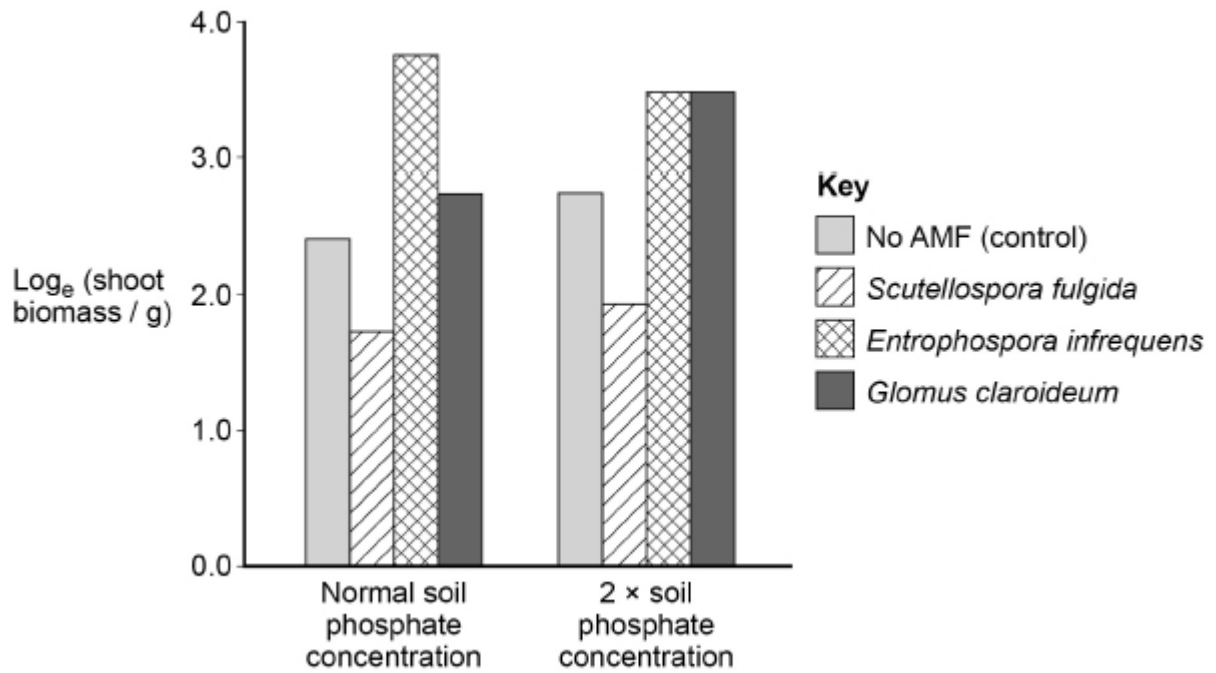 4.0
3.0
2.0
1.0
0.0
Logₑ (shoot
biomass / g)
Normal soil
phosphate
concentration
2 × soil
phosphate
concentration
Key
No AMF (control)
Scutellospora fulgida
Entrophospora infrequens
Glomus claroideum